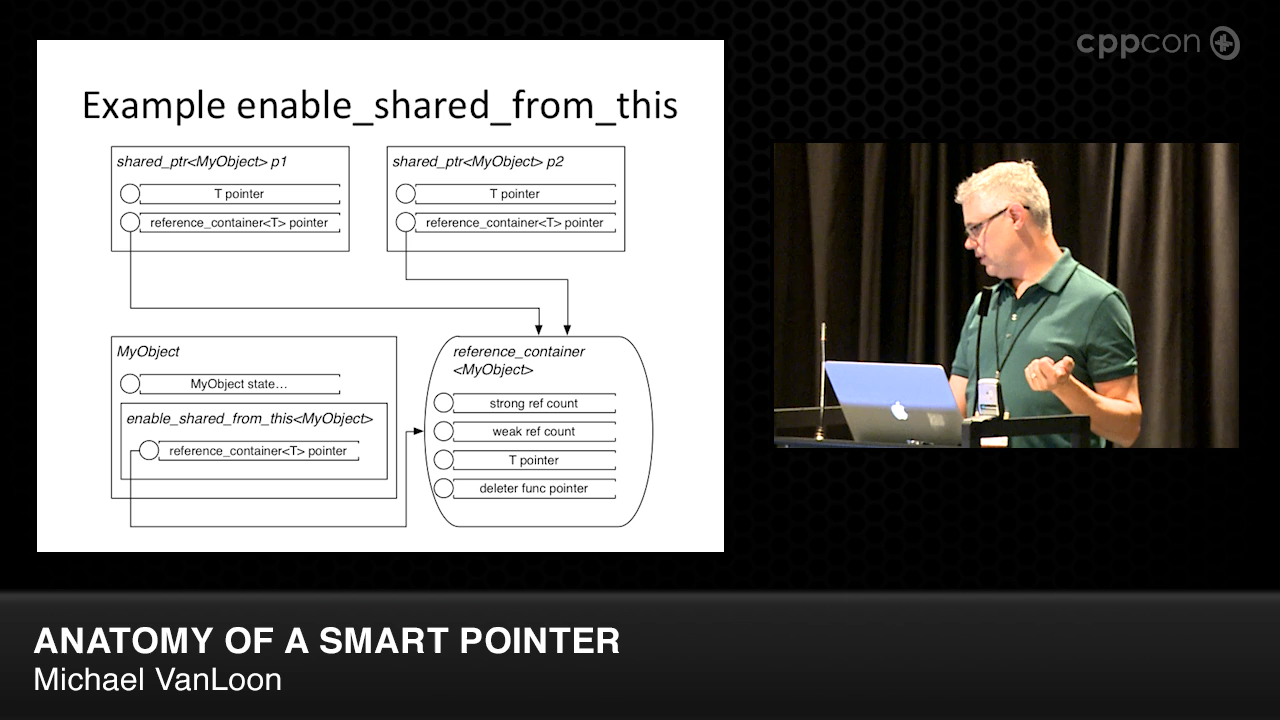 cppcon
Example enable_shared_from_this
shared_ptr<MyObject> p1
T pointer
reference_container<T> pointer
shared_ptr<MyObject> p2
T pointer
reference_container<T> pointer
MyObject
MyObject state...
enable_shared_from_this<MyObject>
reference_container<T> pointer
reference_container
<MyObject>
strong ref count
weak ref count
T pointer
deleter func pointer
ANATOMY OF A SMART POINTER
Michael VanLoon